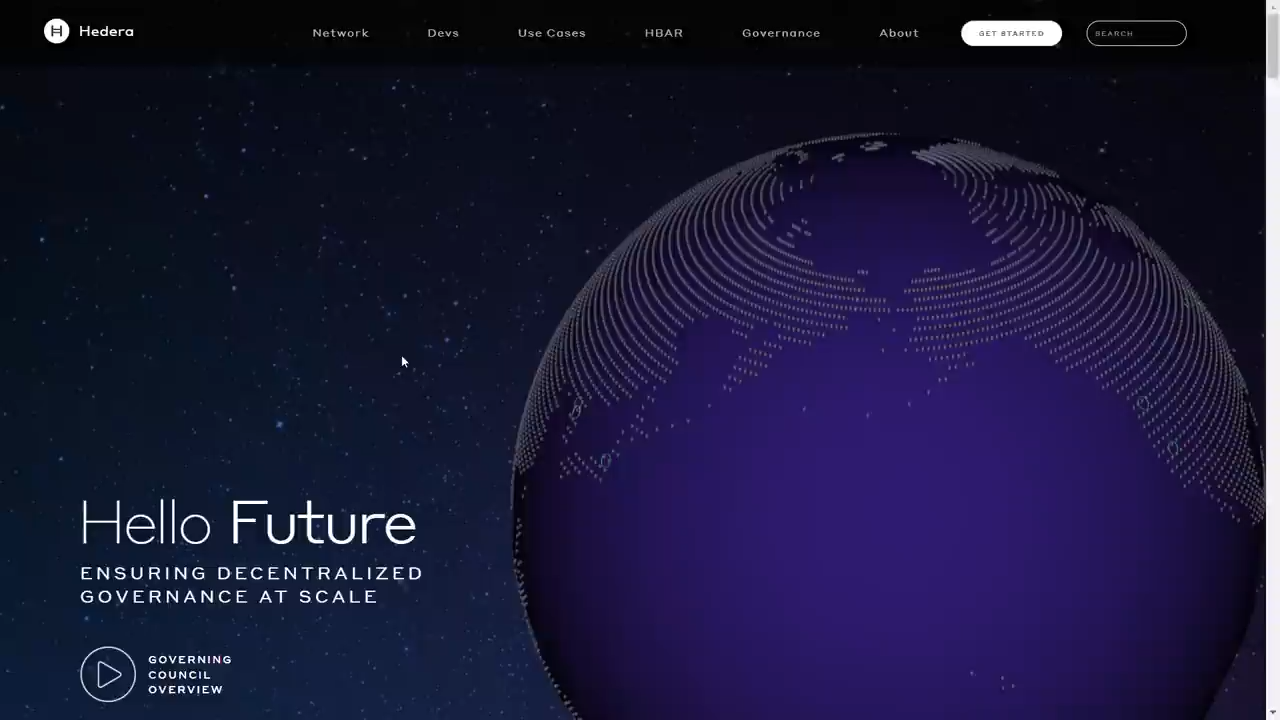 Hedera
Network
Devs
Use Cases
HBAR
Governance
About
GET STARTED
SEARCH
Hello Future
ENSURING DECENTRALIZED
GOVERNANCE AT SCALE
GOVERNING
COUNCIL
OVERVIEW